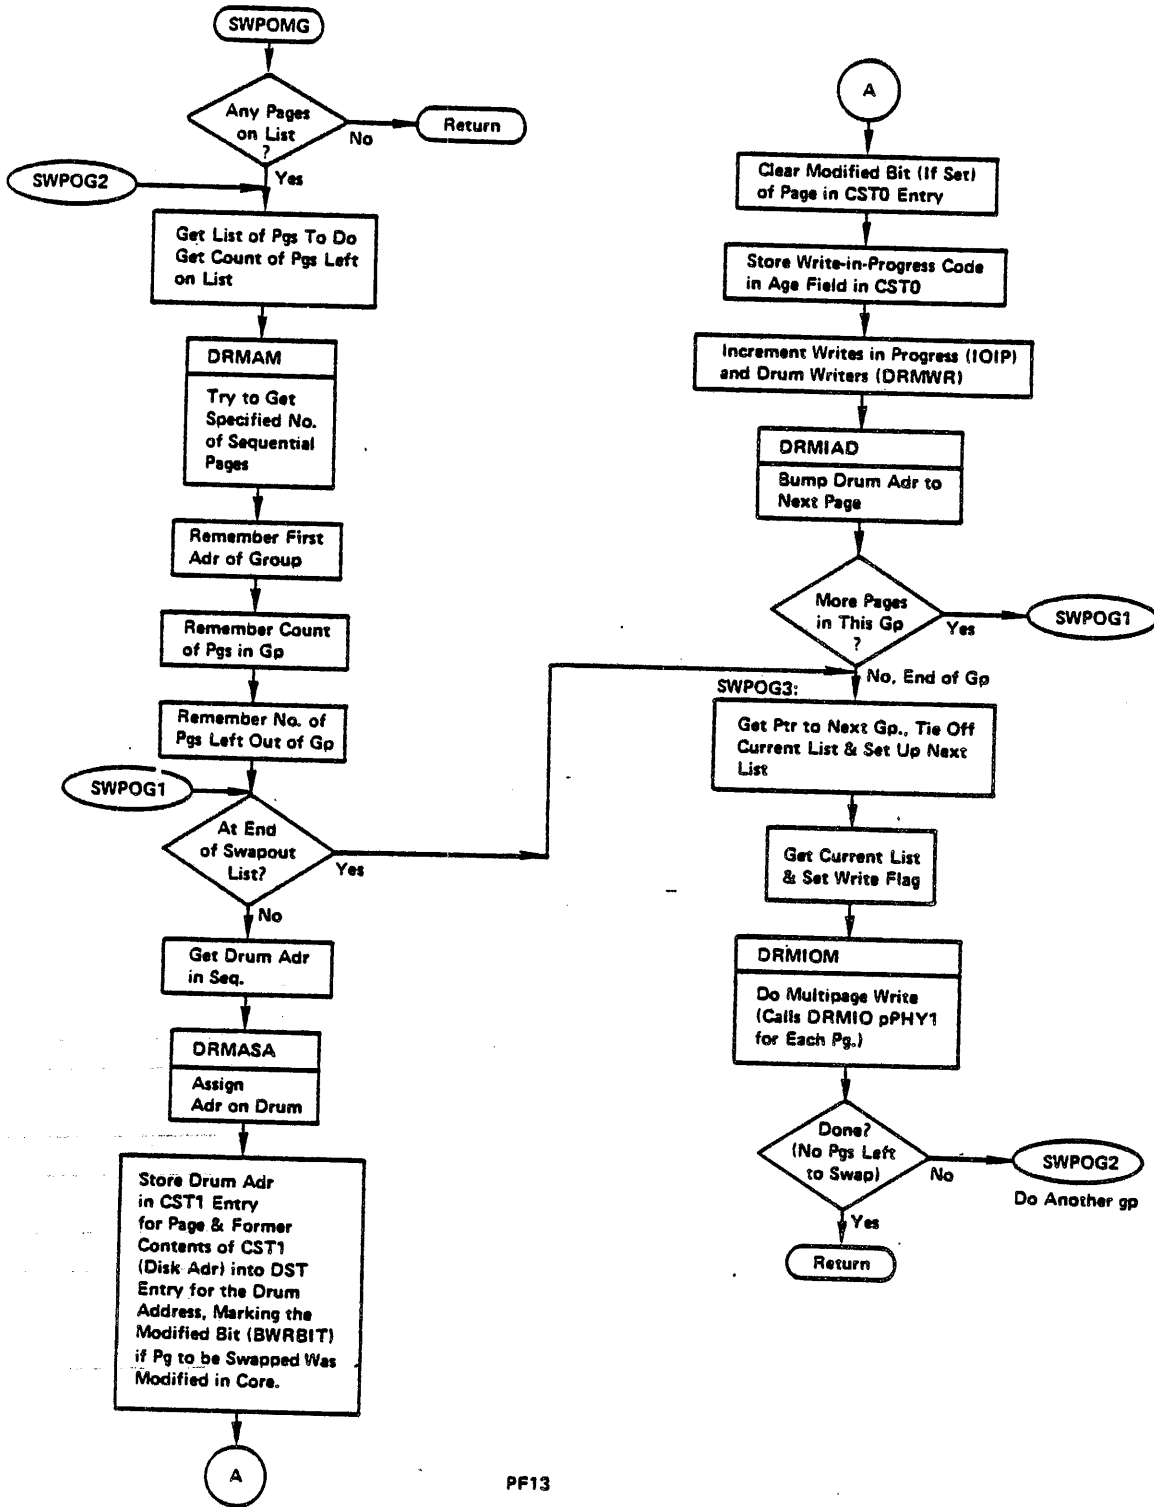 SWPOMG
Any Pages
on List
?
No
Return
Yes
SWPOG2
Get List of Pgs To Do
Get Count of Pgs Left
on List
DRMAM
Try to Get
Specified No.
of Sequential
Pages
Remember First
Adr of Group
Remember Count
of Pgs in Gp
Remember No. of
Pgs Left Out of Gp
SWPOG1
At End
of Swapout
List?
Yes
No
Get Drum Adr
in Seq.
DRMASA
Assign
Adr on Drum
Store Drum Adr
in CST1 Entry
for Page & Former
Contents of CST1
(Disk Adr) into DST
Entry for the Drum
Address, Marking the
Modified Bit (BWRBIT)
if Pg to be Swapped Was
Modified in Core.
A
A
Clear Modified Bit (If Set)
of Page in CST0 Entry
Store Write-in-Progress Code
in Age Field in CST0
Increment Writes in Progress (IOIP)
and Drum Writers (DRMWR)
DRMIAD
Bump Drum Adr to
Next Page
More Pages
in This Gp
?
Yes
SWPOG1
No, End of Gp
SWPOG3:
Get Ptr to Next Gp., Tie Off
Current List & Set Up Next
List
Get Current List
& Set Write Flag
DRMIOM
Do Multipage Write
(Calls DRMIO pPHY1
for Each Pg.)
Done?
(No Pgs Left
to Swap)
No
SWPOG2
Do Another gp
Yes
Return
PF13